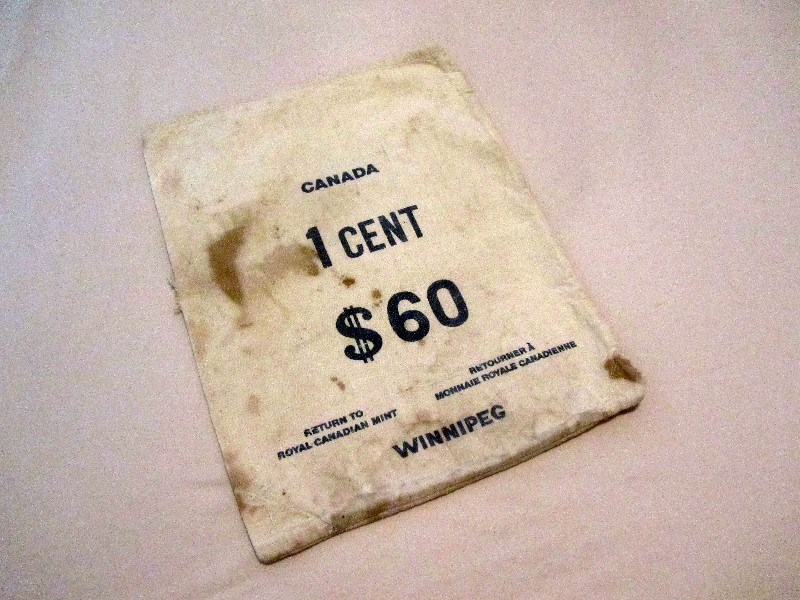 CANADA
1 CENT
$60
RETURN TO
ROYAL CANADIAN MINT
RETOURNER À
MONNAIE ROYALE CANADIENNE
WINNIPEG